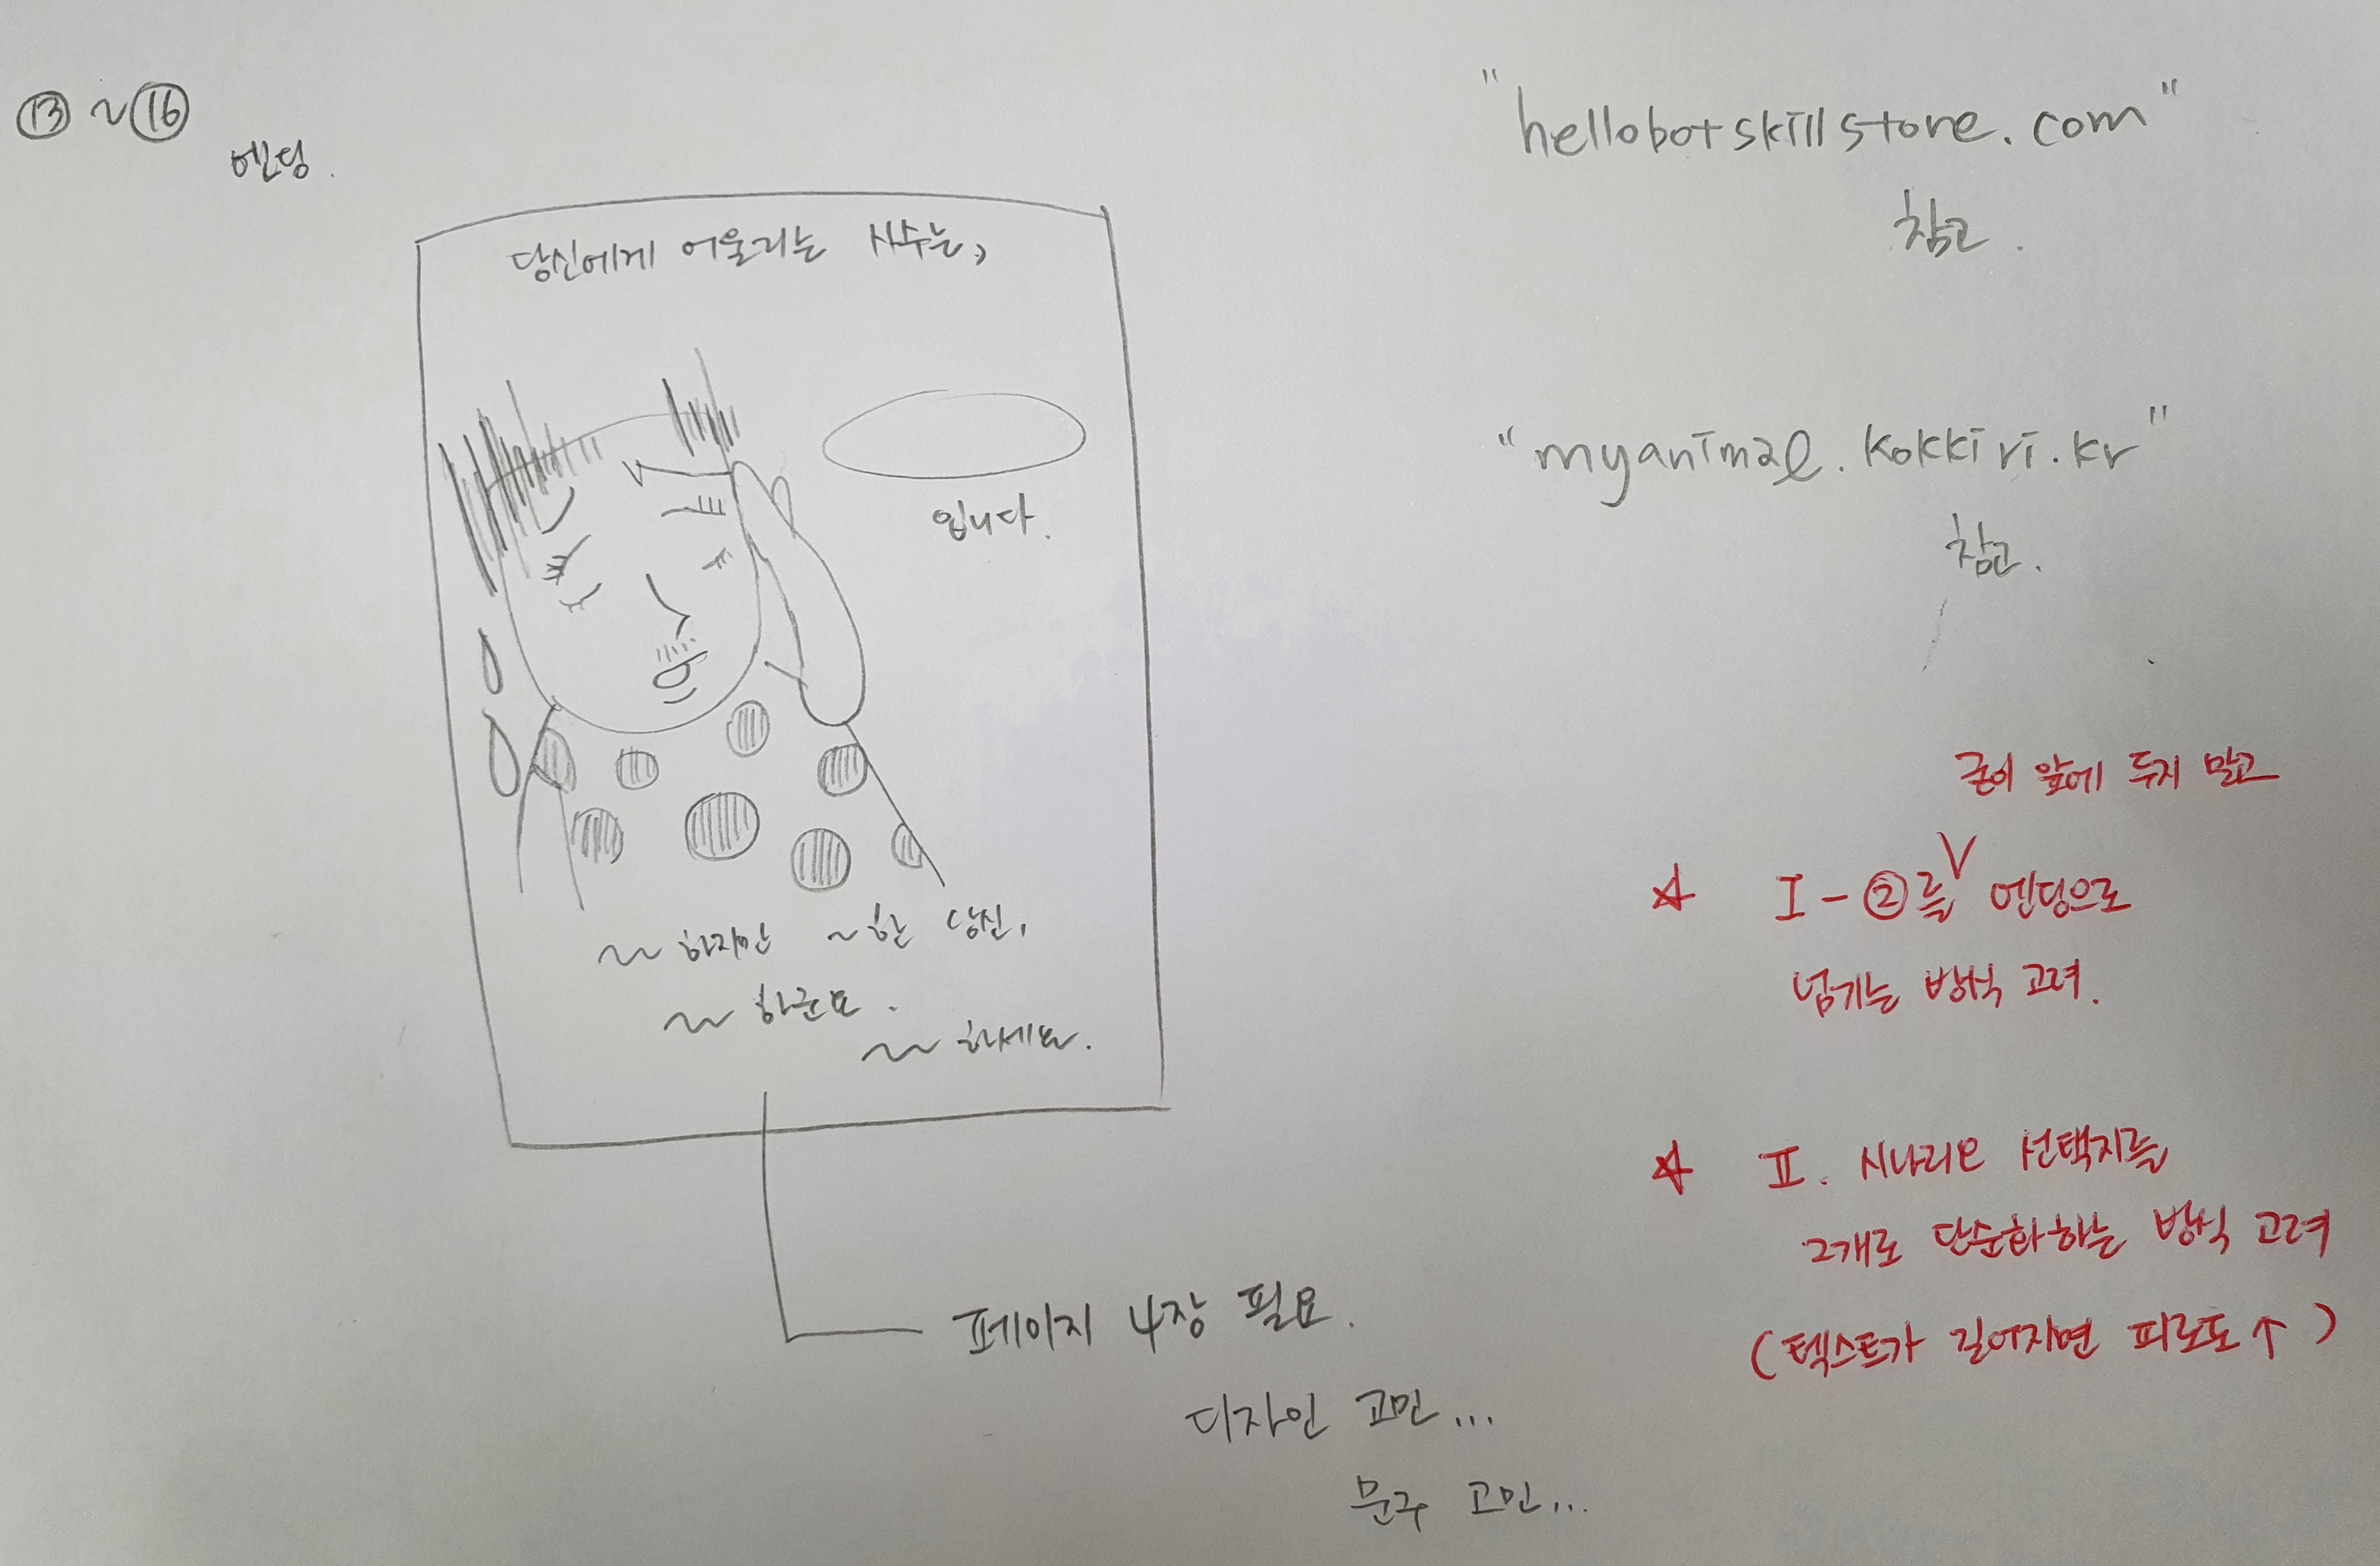 ⑬ ~ ⑯
엔딩.
당신에게 어울리는 사수는,
입니다.
~~ 하지만 ~한 당신,
~~ 하군요.
~~ 하세요.
페이지 4장 필요.
디자인 고민...
문구 고민...
"hellobotskillstore.com"
참고.
"myanimal.kokkiri.kr"
참고.
굳이 앞에 두지 말고
☆ I - ②를 ∨ 엔딩으로
넘기는 방식 고려.
☆ II. 시나리오 선택지를
2개로 단순화하는 방식 고려
(텍스트가 길어지면 피로도↑)